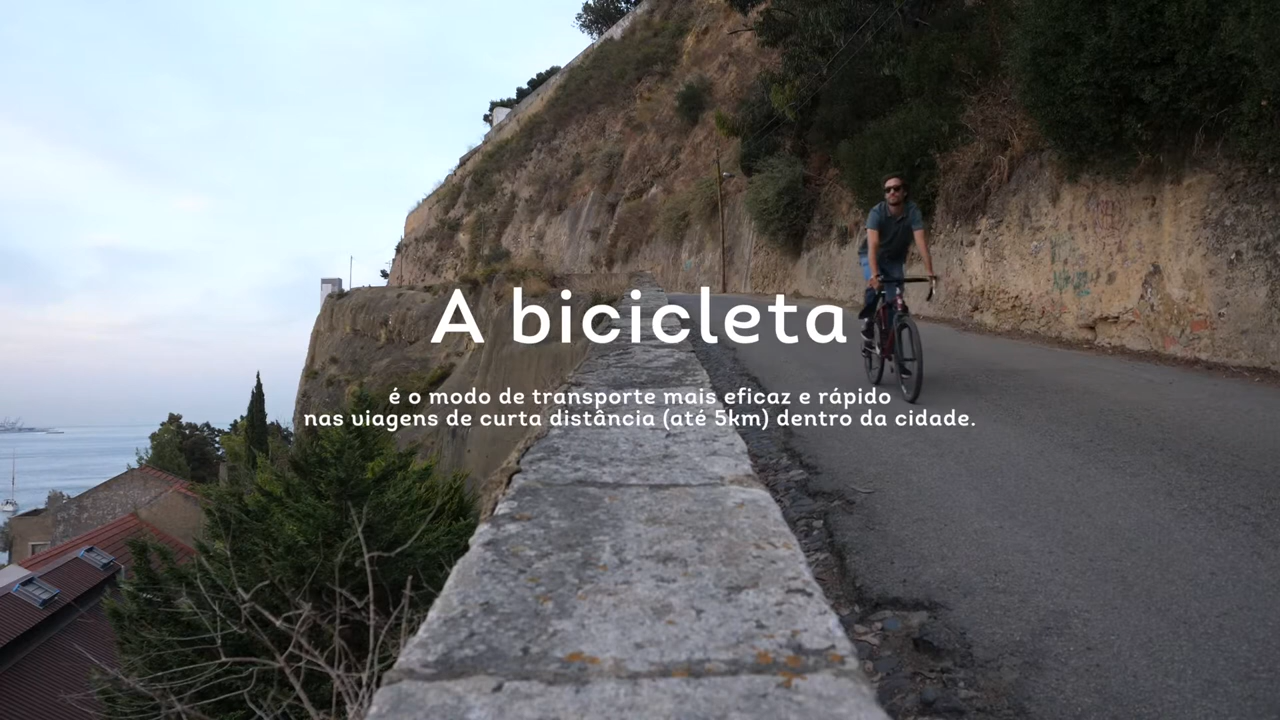 A bicicleta
é o modo de transporte mais eficaz e rápido
nas viagens de curta distância (até 5km) dentro da cidade.